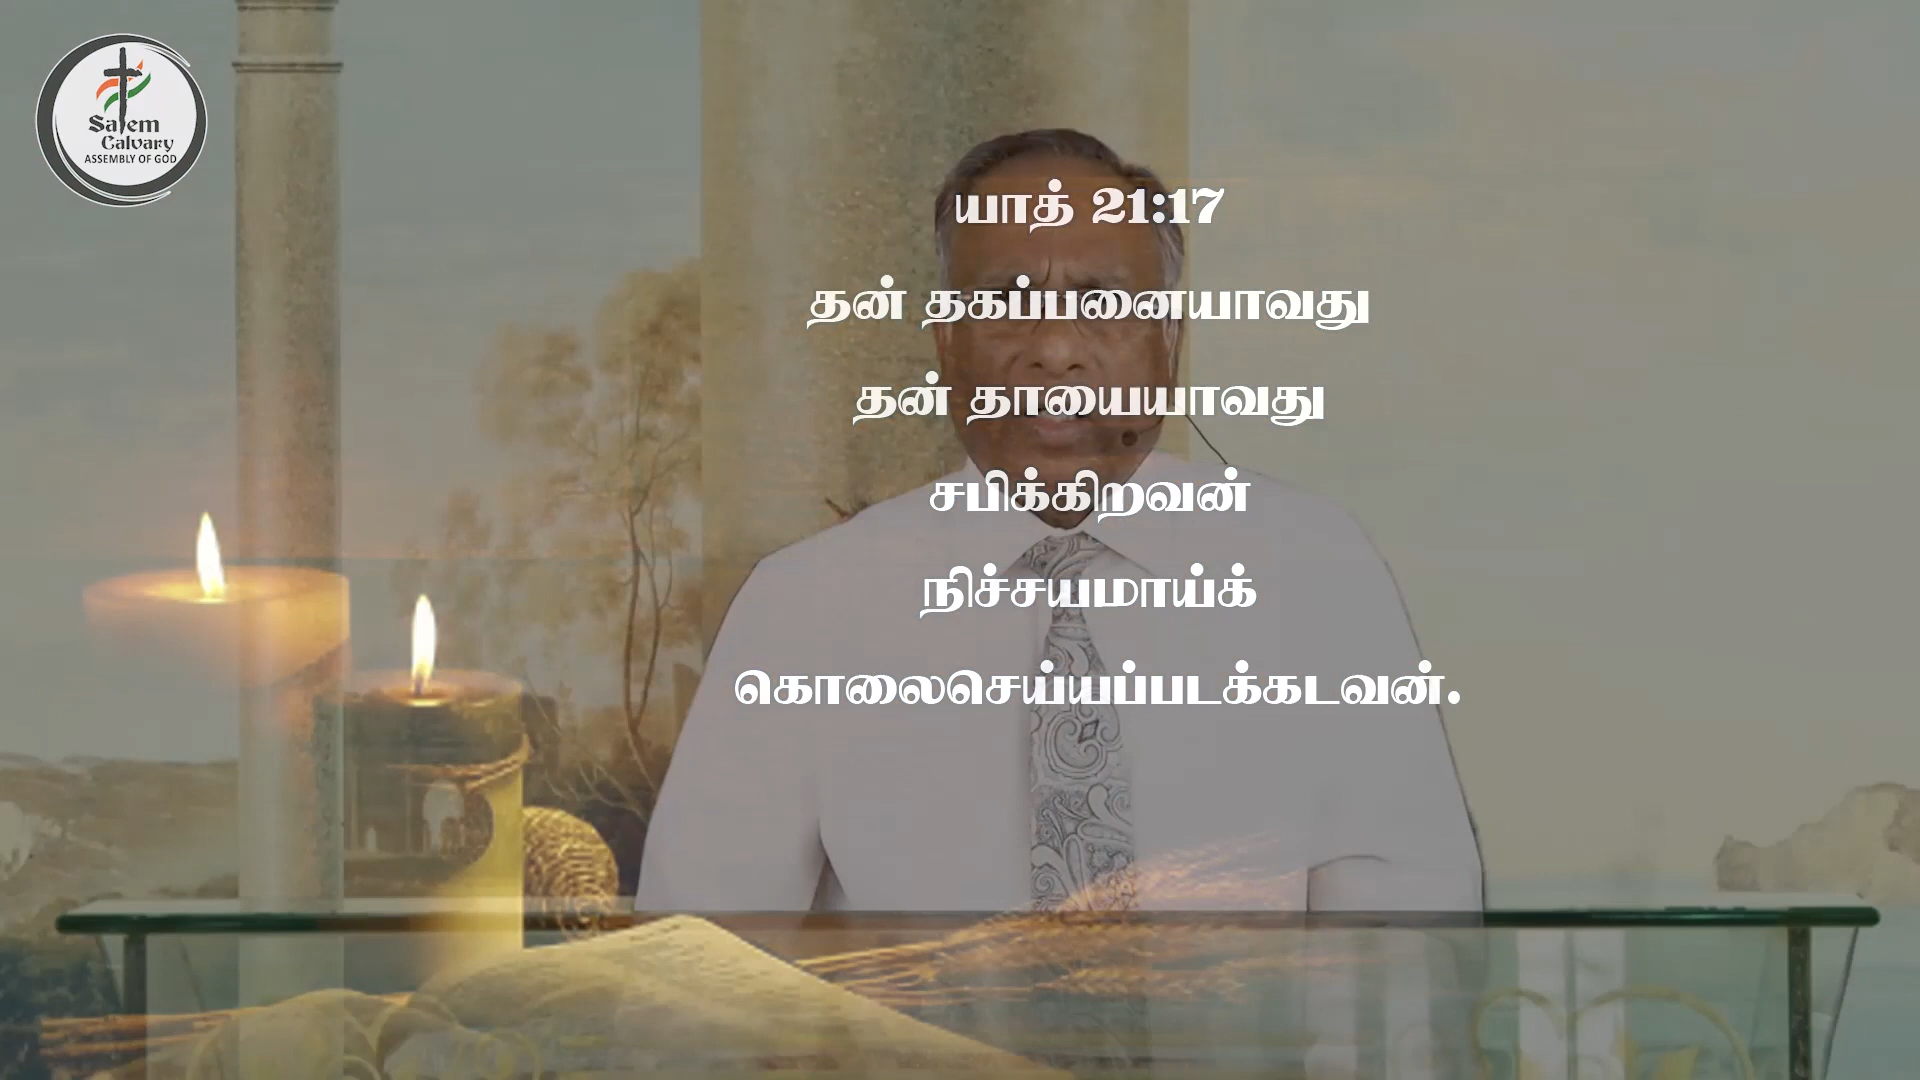 Salem
Calvary
ASSEMBLY OF GOD
யாத் 21:17
தன் தகப்பனையாவது
தன் தாயையாவது
சபிக்கிறவன்
நிச்சயமாய்க்
கொலைசெய்யப்படக்கடவன்.